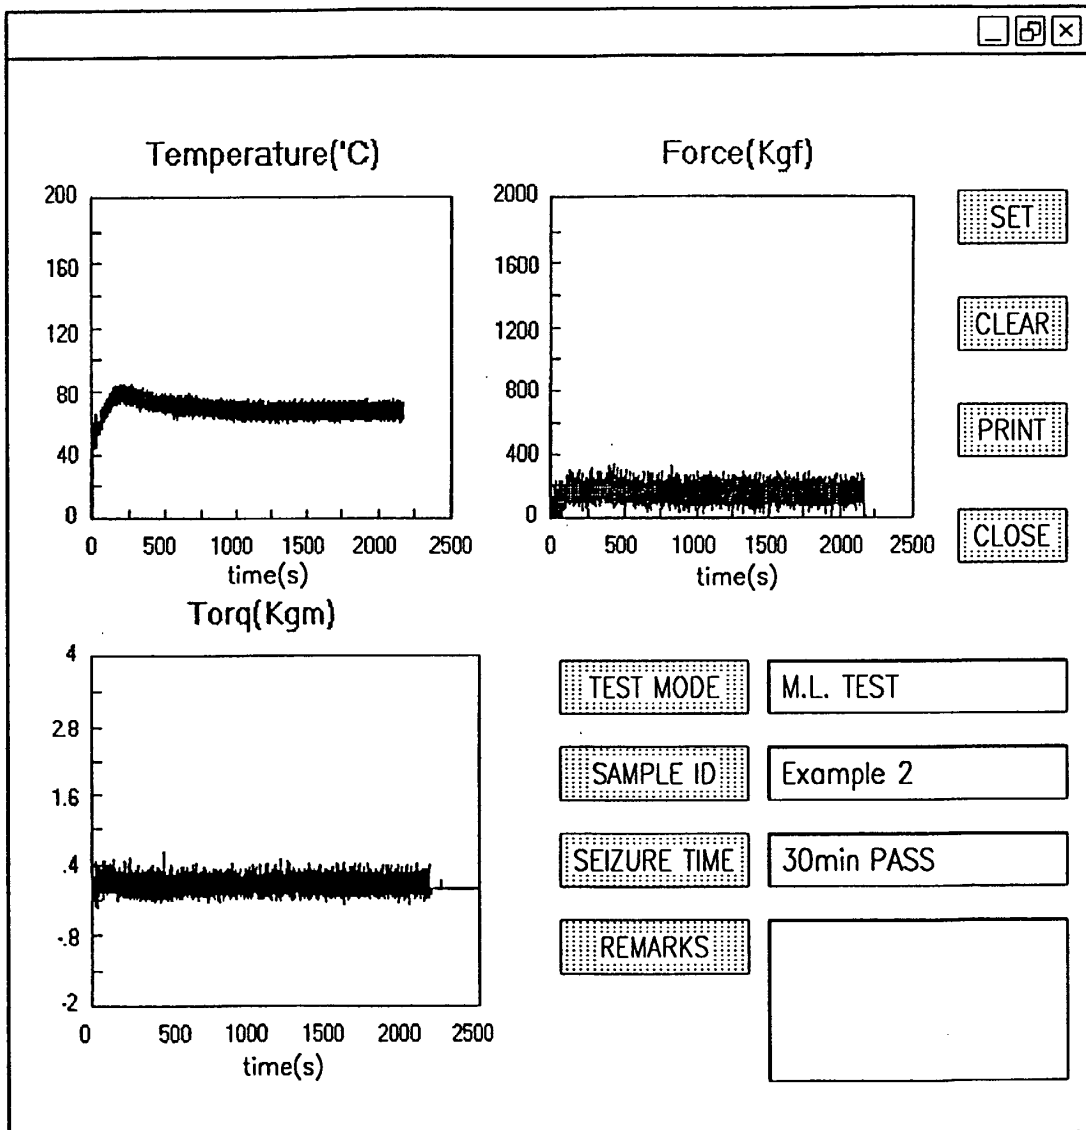 Temperature('C)
200
160
120
80
40
0
0 500 1000 1500 2000 2500
time(s)
Force(Kgf)
2000
1600
1200
800
400
0
0 500 1000 1500 2000 2500
time(s)
SET
CLEAR
PRINT
CLOSE
Torq(Kgm)
4
2.8
1.6
.4
-.8
-2
0 500 1000 1500 2000 2500
time(s)
TEST MODE M.L. TEST
SAMPLE ID Example 2
SEIZURE TIME 30min PASS
REMARKS